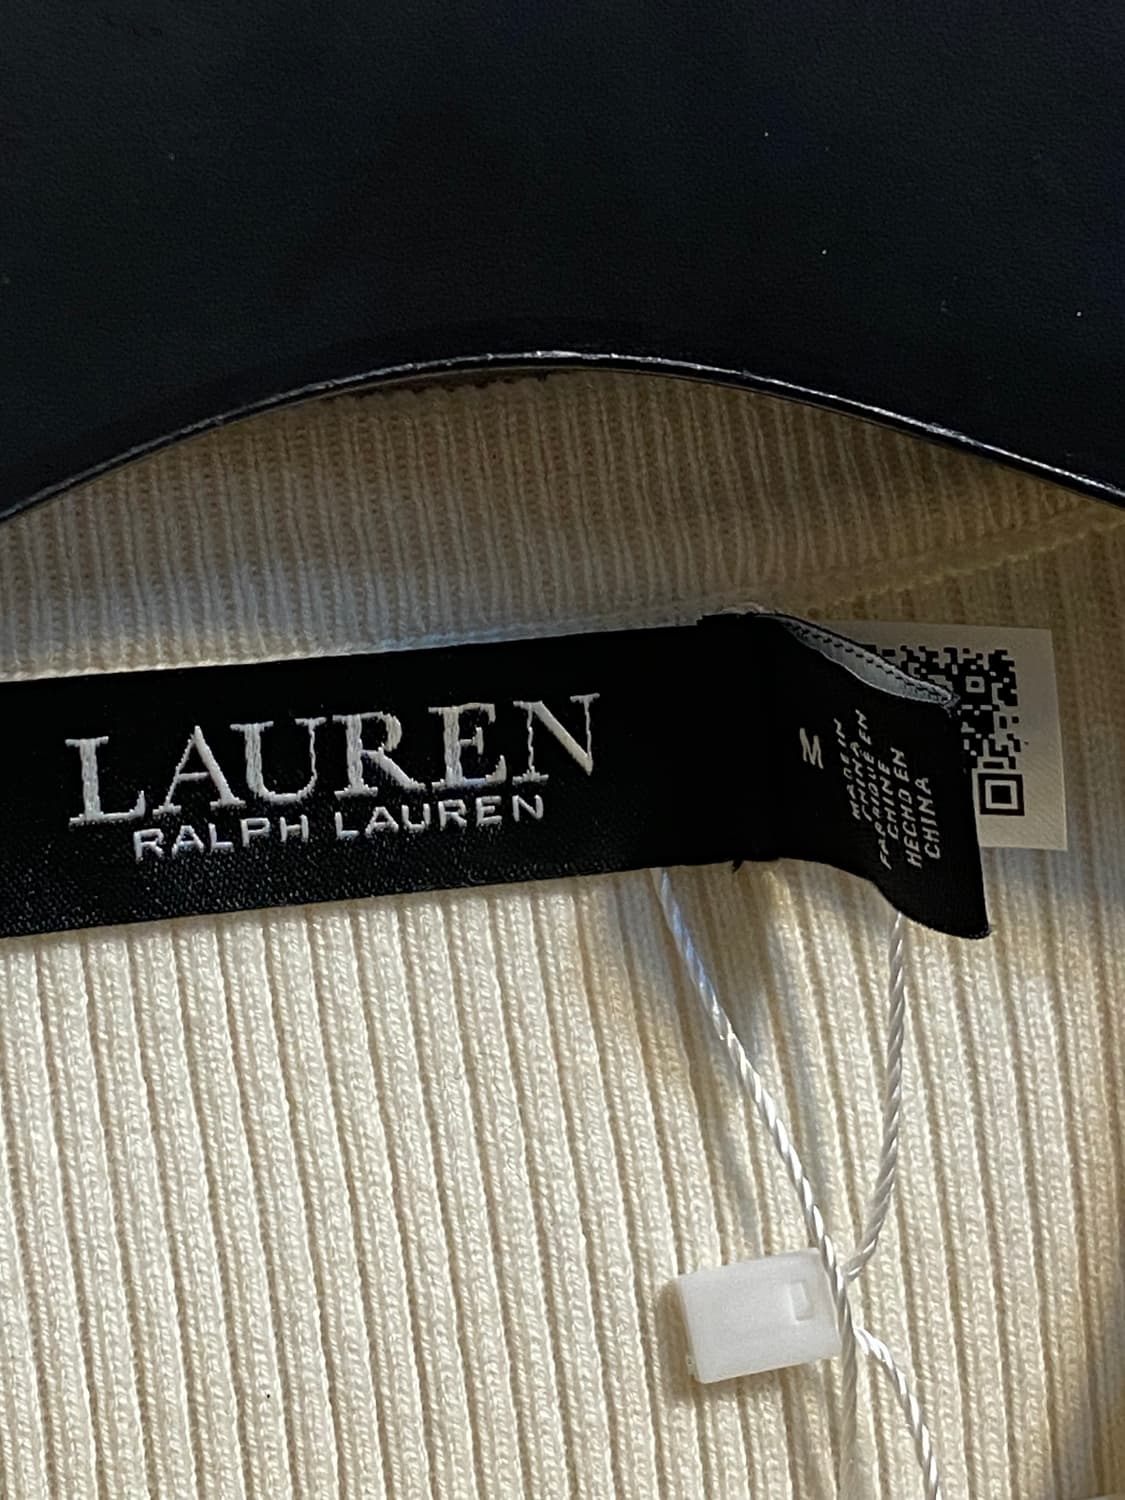 LAUREN
RALPH LAUREN
M
MADE IN
CHINA
FABRIQUÉ EN
CHINE
HECHO EN
CHINA